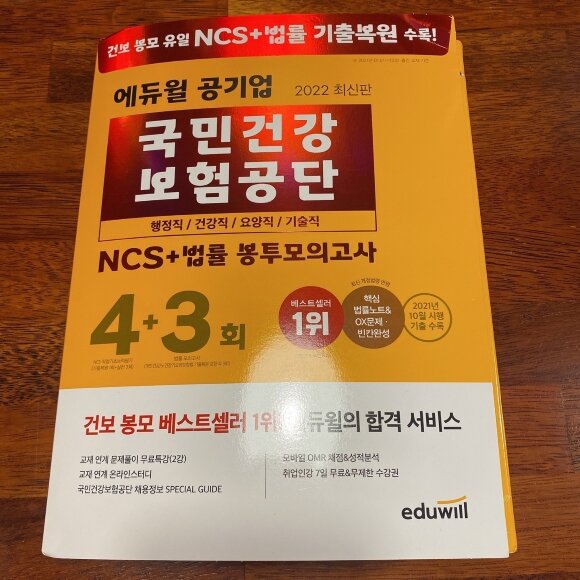 건보 봉모 유일 NCS+법률 기출복원 수록!
에듀윌 공기업 2022 최신판
국민건강
보험공단
행정직 / 건강직 / 요양직 / 기술직
NCS+법률 봉투모의고사
4+3회
베스트셀러
1위
핵심
법률노트&
OX문제·
빈칸완성
2021년
10월 시행
기출 수록
건보 봉모 베스트셀러 1위 에듀윌의 합격 서비스
교재 연계 문제풀이 무료특강(2강)
교재 연계 온라인스터디
국민건강보험공단 채용정보 SPECIAL GUIDE
모바일 OMR 채점&성적분석
취업인강 7일 무료&무제한 수강권
eduwill